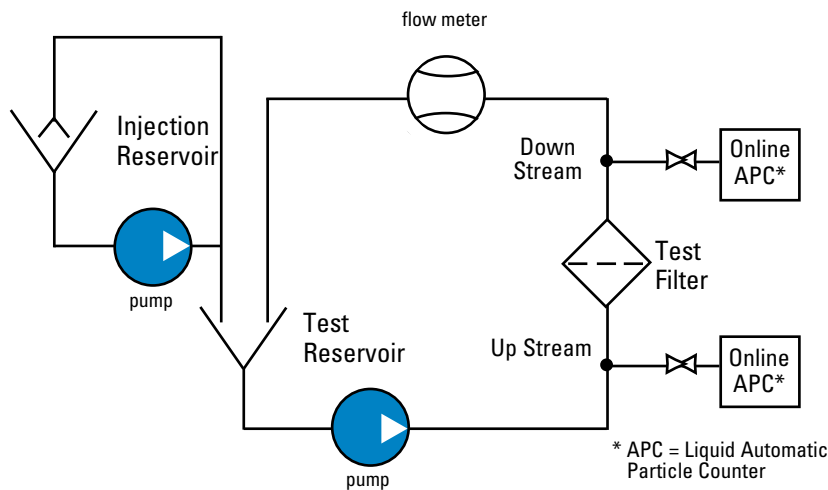 flow meter
Injection
Reservoir
Down
Stream
Online
APC*
pump
Test
Filter
Test
Reservoir
Up Stream
Online
APC*
pump
* APC = Liquid Automatic
Particle Counter